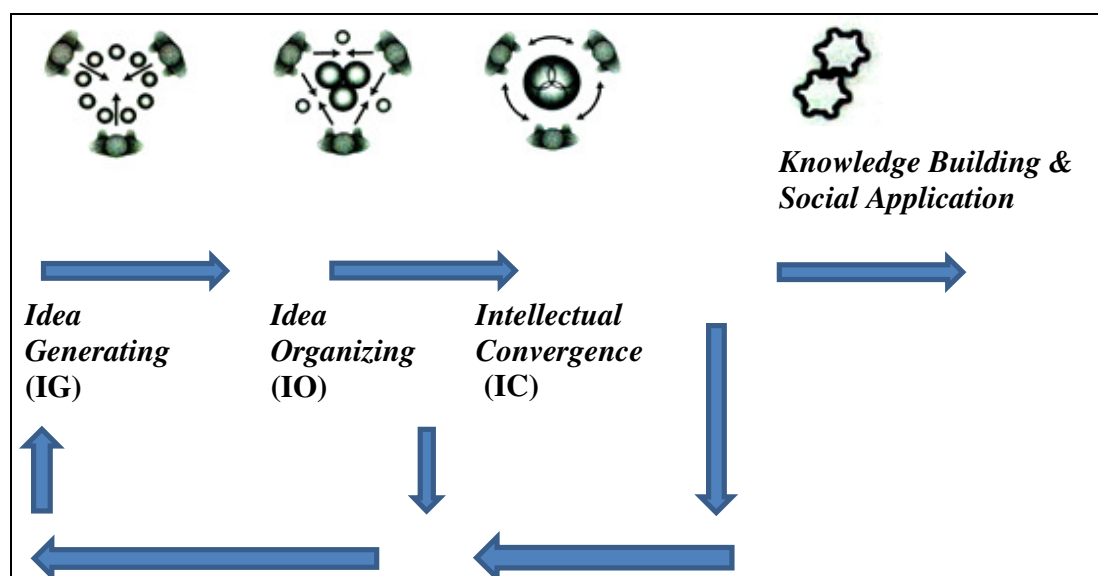 Knowledge Building &
Social Application
Idea
Generating
(IG)
Idea
Organizing
(IO)
Intellectual
Convergence
(IC)